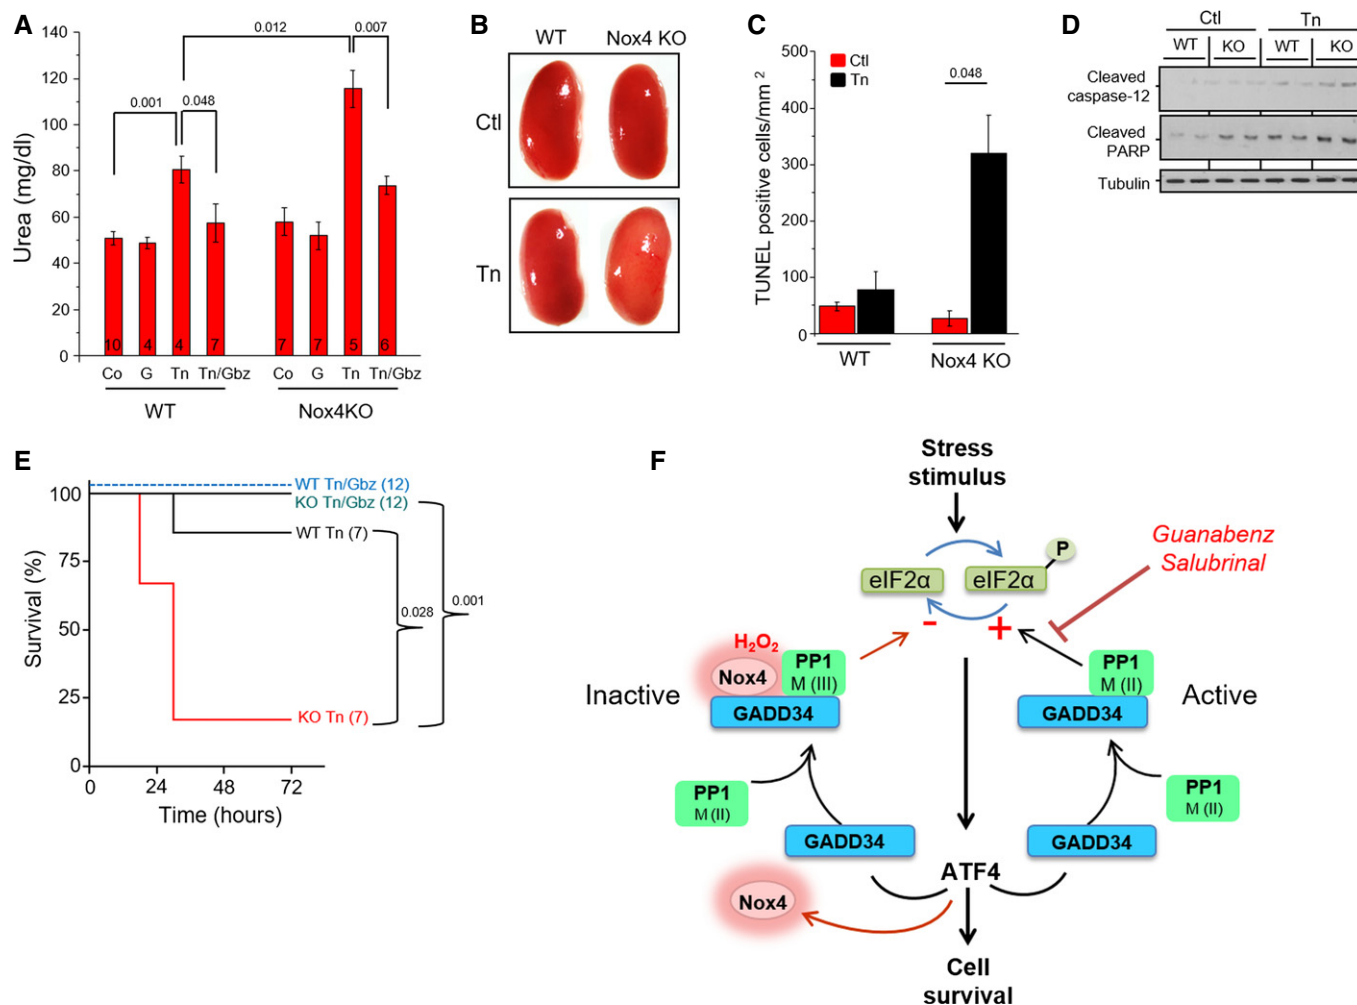 A
Urea (mg/dl)
140
120
100
80
60
40
20
0
0.012
0.007
0.001
0.048
10 4 4 7 7 7 5 6
Co G Tn Tn/Gbz Co G Tn Tn/Gbz
WT Nox4KO
B
WT Nox4 KO
Ctl
Tn
C
TUNEL positive cells/mm 2
500
400
300
200
100
0
Ctl
Tn
0.048
WT Nox4 KO
D
Ctl Tn
WT KO WT KO
Cleaved
caspase-12
Cleaved
PARP
Tubulin
E
Survival (%)
100
75
50
25
0
0 24 48 72
Time (hours)
WT Tn/Gbz (12)
KO Tn/Gbz (12)
WT Tn (7)
KO Tn (7)
0.028
0.001
F
Stress
stimulus
Guanabenz
Salubrinal
P
eIF2α eIF2α
- +
H2O2
Nox4
PP1
M (III)
GADD34
Inactive
PP1
M (II)
GADD34
Active
PP1
M (II)
PP1
M (II)
GADD34
GADD34
ATF4
Nox4
Cell
survival